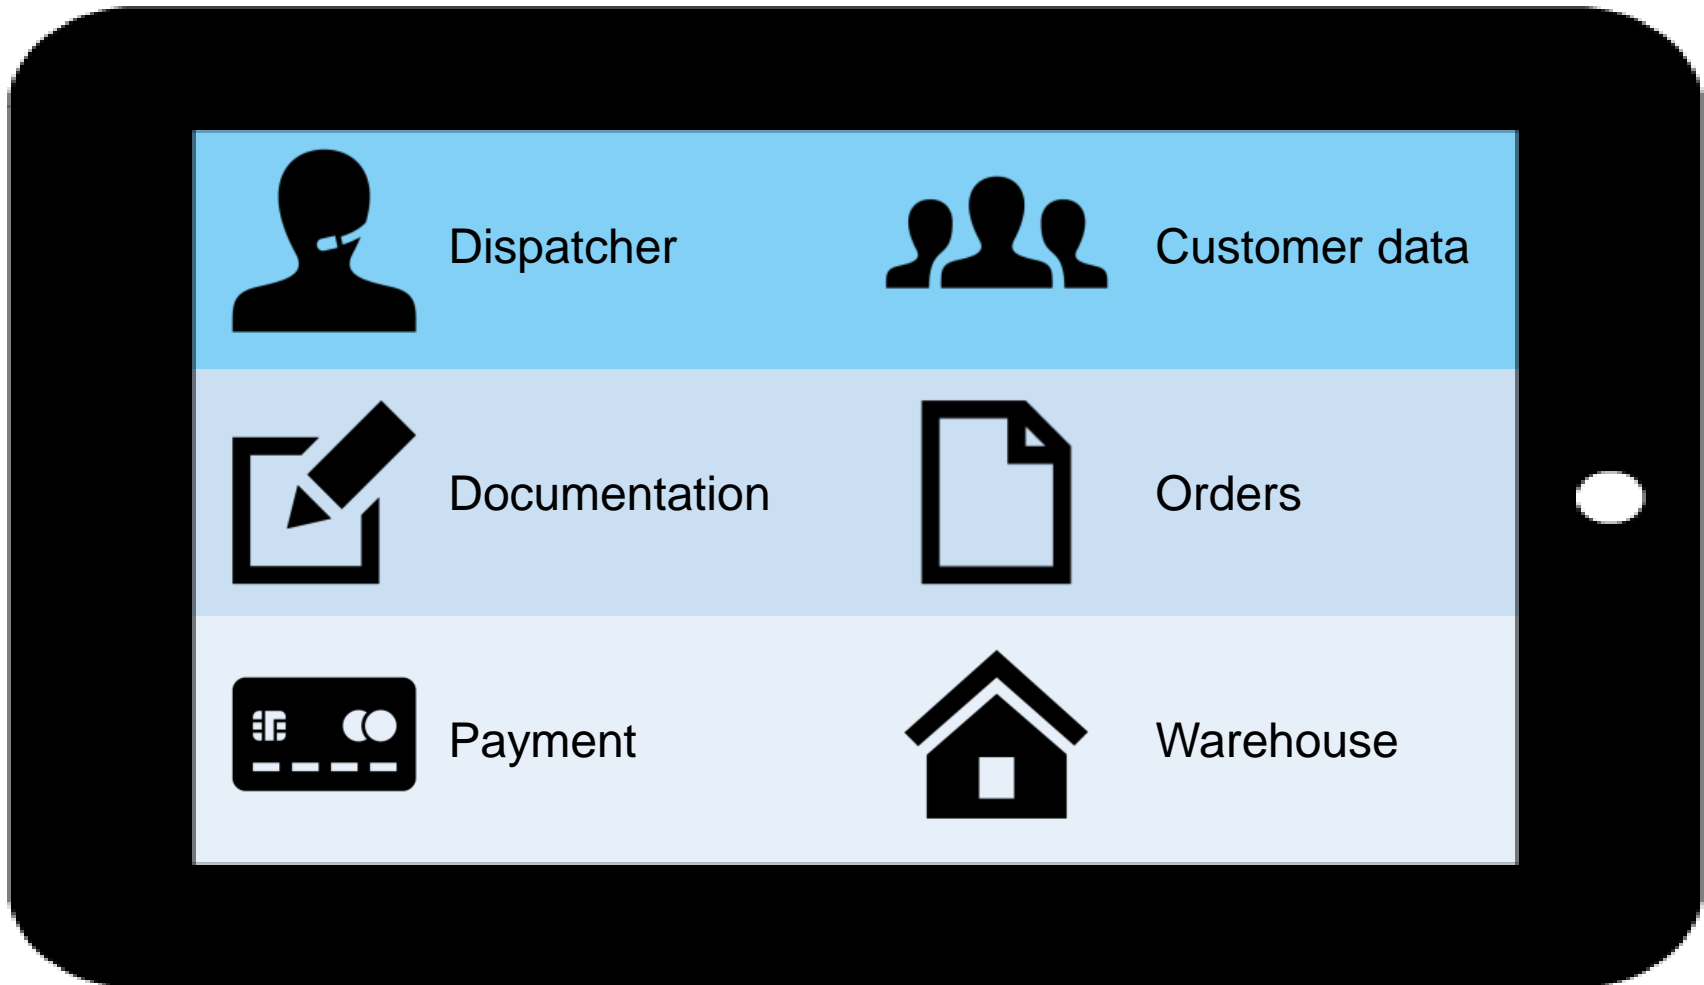 Dispatcher
Customer data
Documentation
Orders
Payment
Warehouse